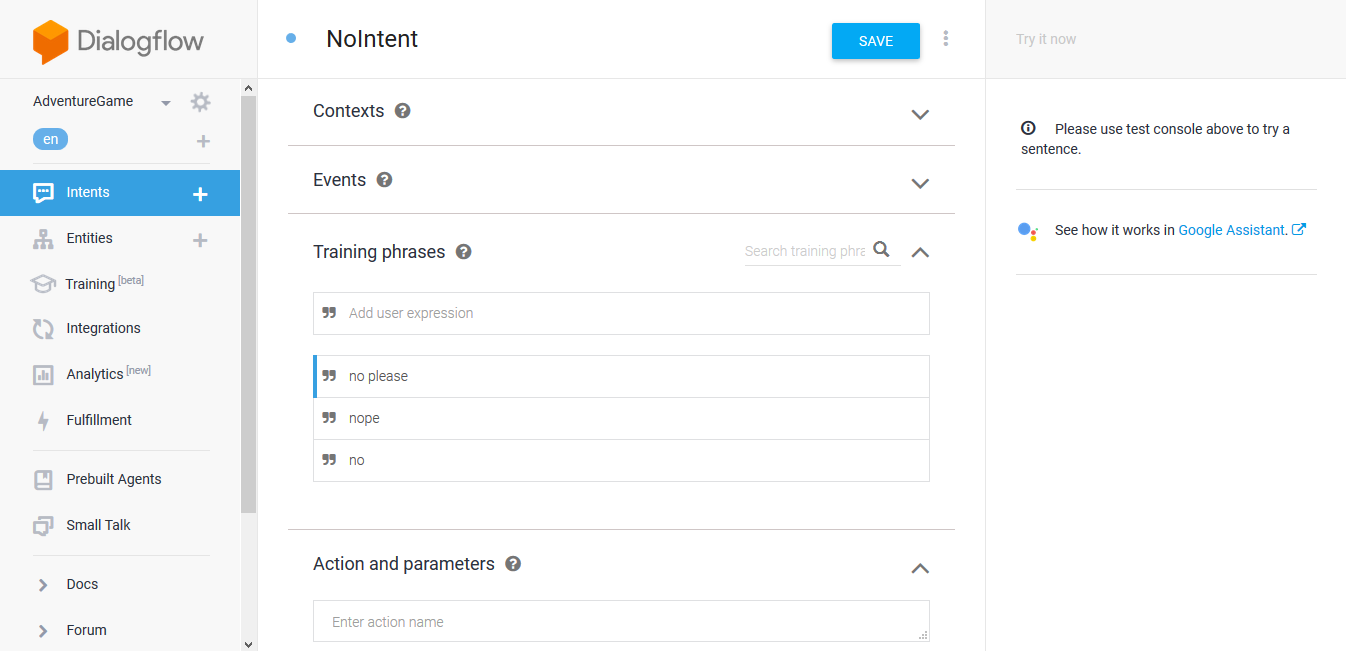 Dialogflow
AdventureGame
en
Intents
Entities
Training [beta]
Integrations
Analytics [new]
Fulfillment
Prebuilt Agents
Small Talk
Docs
Forum
NoIntent
SAVE
Contexts
Events
Training phrases
Search training phra
Add user expression
no please
nope
no
Action and parameters
Enter action name
Try it now
Please use test console above to try a
sentence.
See how it works in Google Assistant.